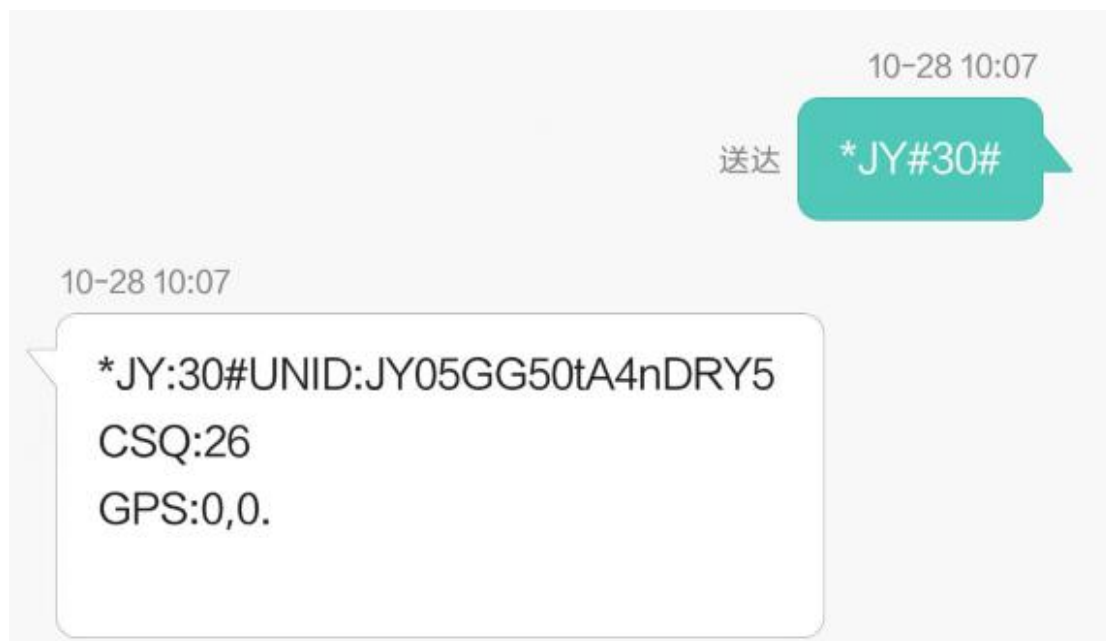 10-28 10:07
送达 *JY#30#
10-28 10:07
*JY:30#UNID:JY05GG50tA4nDRY5
CSQ:26
GPS:0,0.